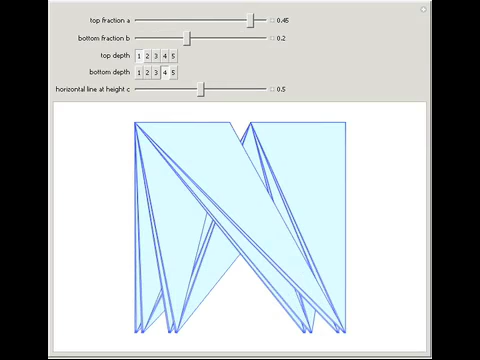 top fraction a 0.45
bottom fraction b 0.2
top depth 1 2 3 4 5
bottom depth 1 2 3 4 5
horizontal line at height c 0.5